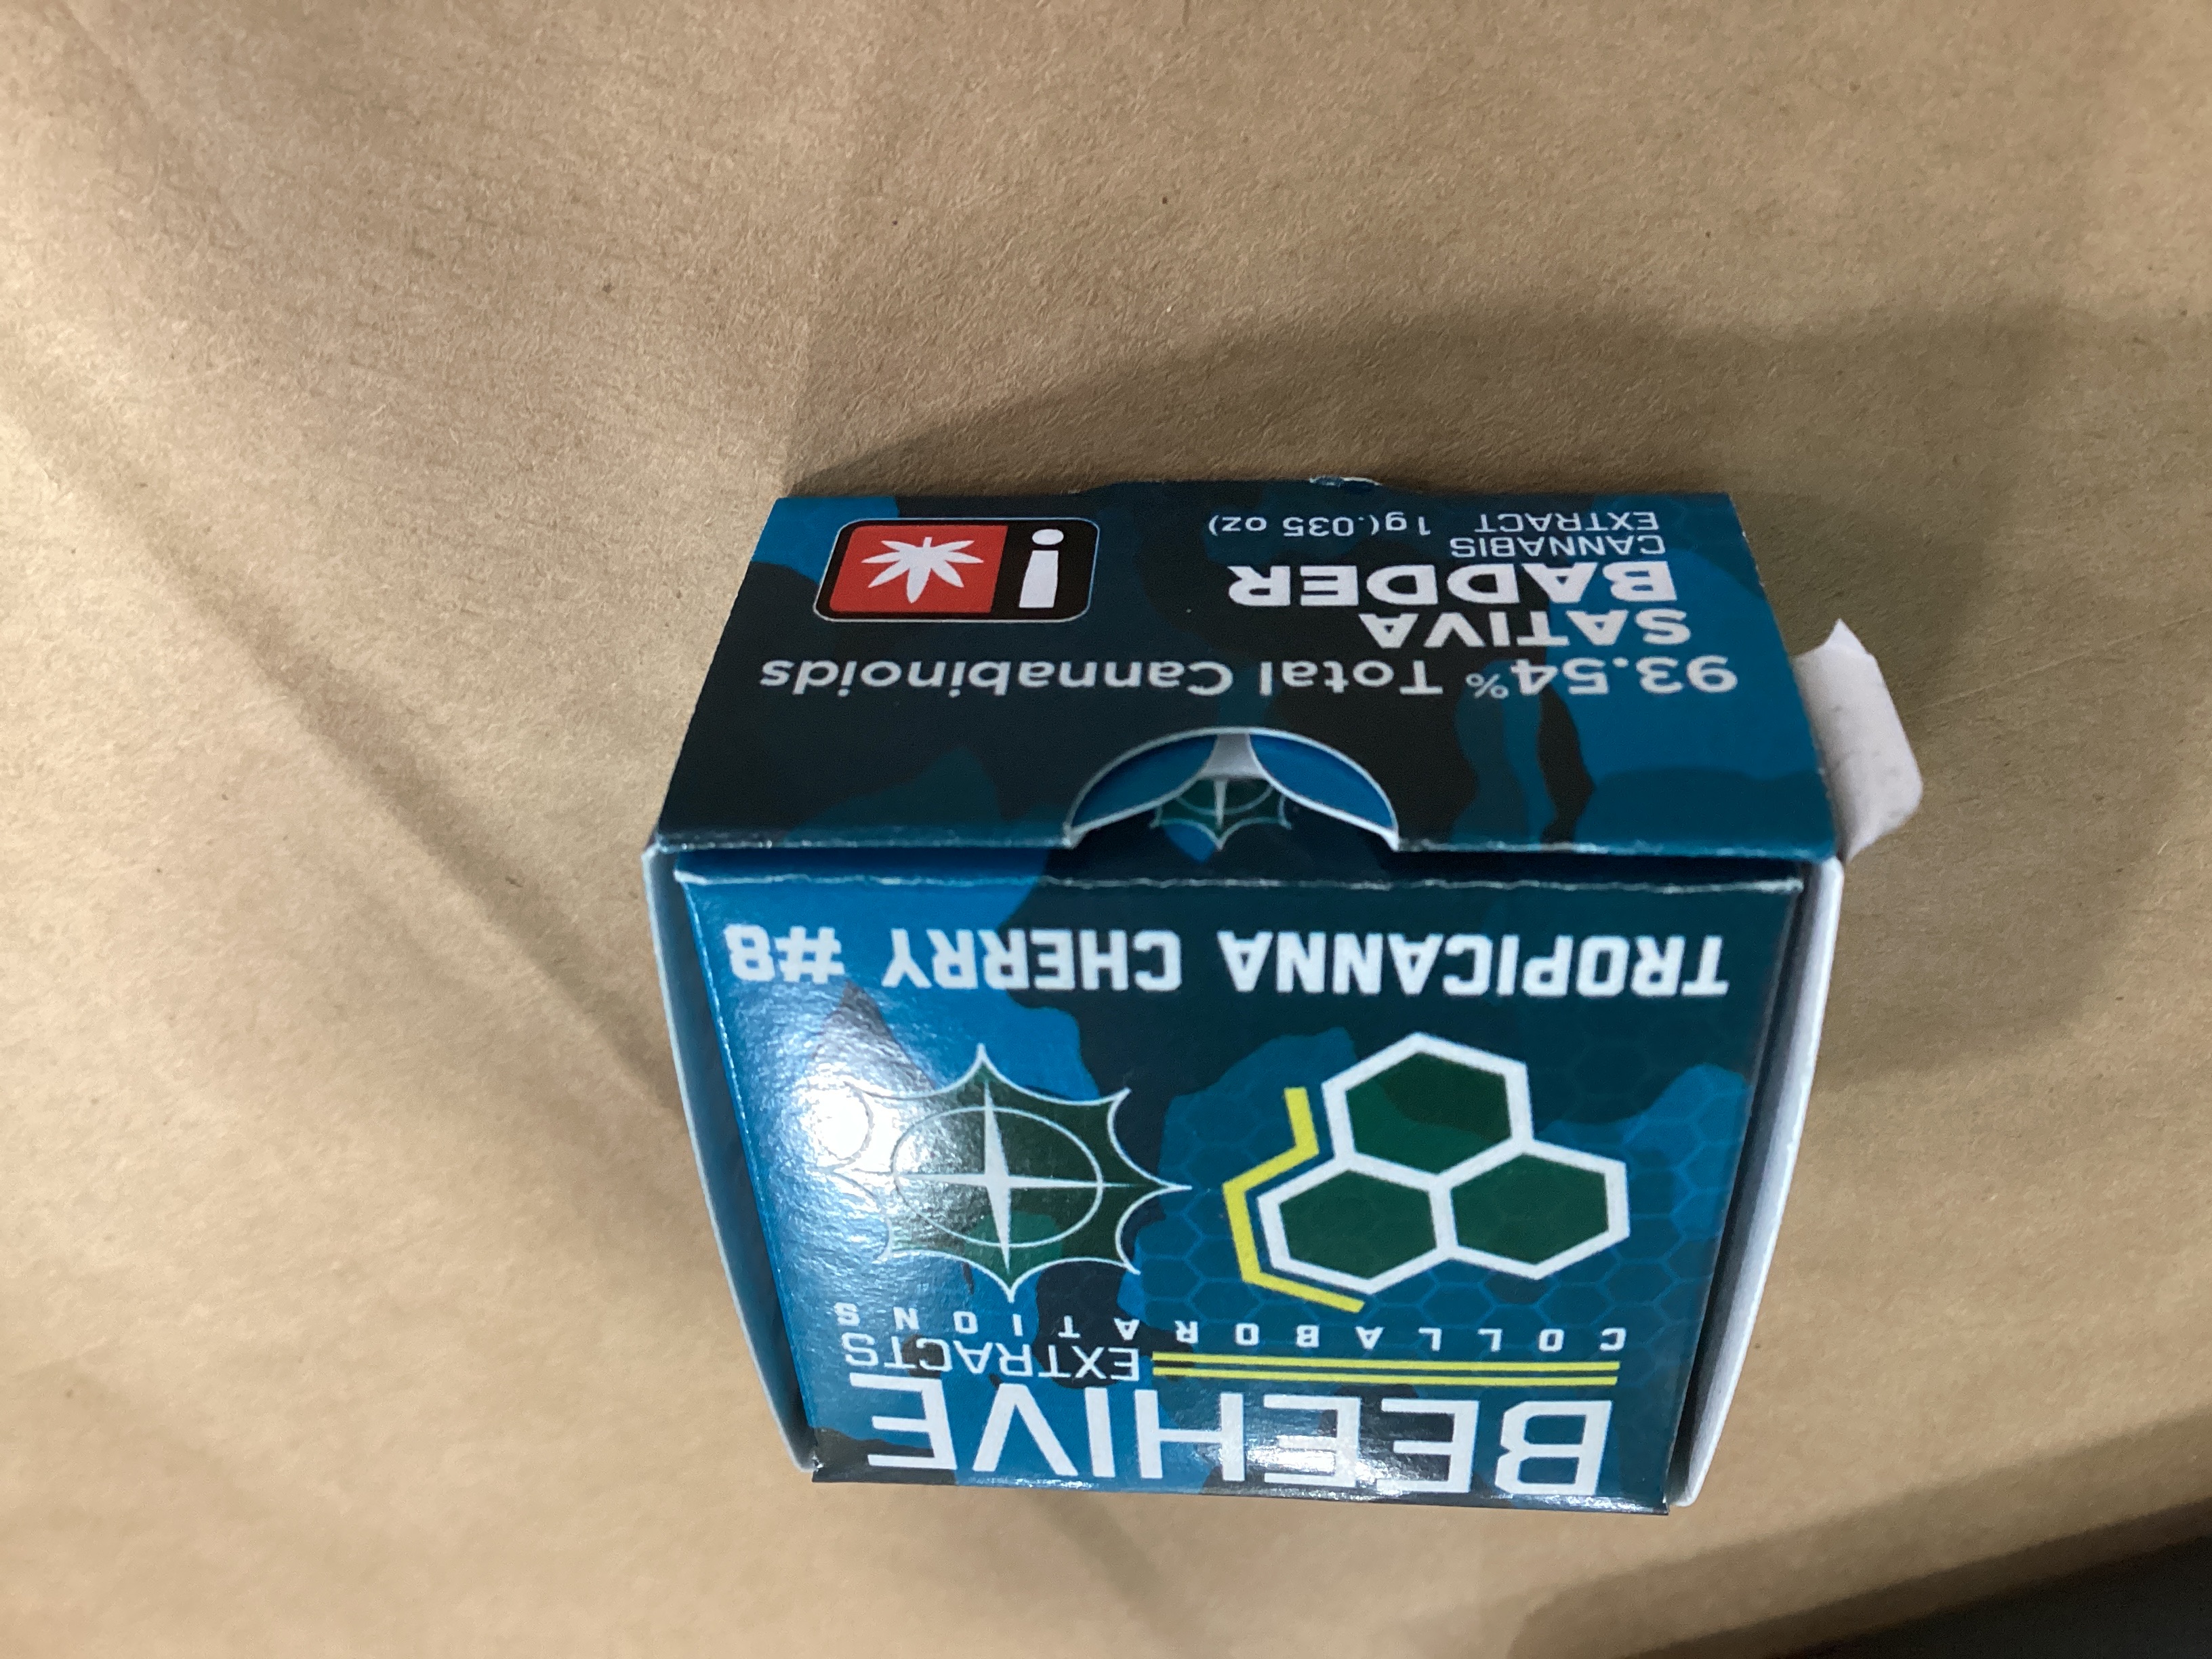 BEEHIVE
EXTRACTS
COLLABORATIONS
TROPICANNA CHERRY #8
93.54% Total Cannabinoids
SATIVA
BADDER
CANNABIS
EXTRACT 1g(.035 oz)
!